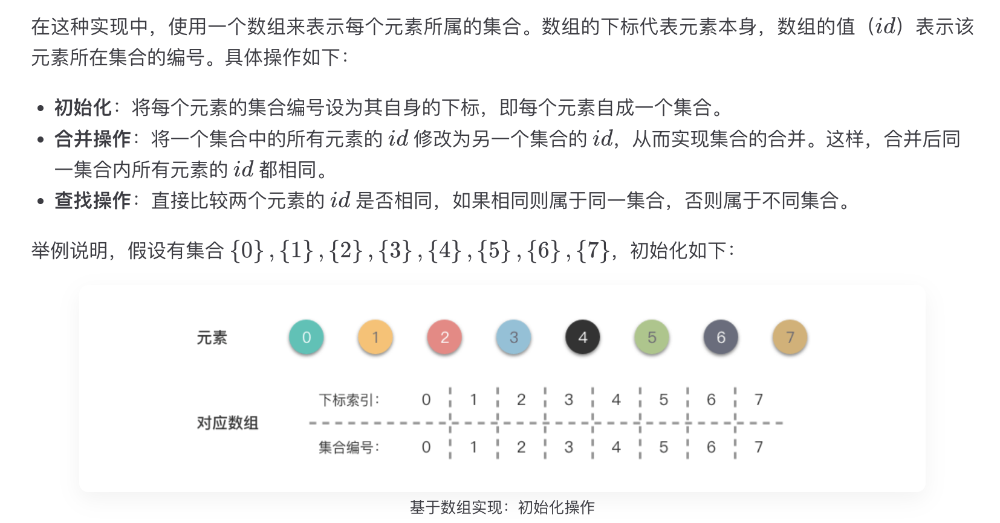 在这种实现中，使用一个数组来表示每个元素所属的集合。数组的下标代表元素本身，数组的值（id）表示该
元素所在集合的编号。具体操作如下：
• 初始化：将每个元素的集合编号设为其自身的下标，即每个元素自成一个集合。
• 合并操作：将一个集合中的所有元素的 id 修改为另一个集合的 id，从而实现集合的合并。这样，合并后同
一集合内所有元素的 id 都相同。
• 查找操作：直接比较两个元素的 id 是否相同，如果相同则属于同一集合，否则属于不同集合。
举例说明，假设有集合 {0} , {1} , {2} , {3} , {4} , {5} , {6} , {7}，初始化如下：
元素 0 1 2 3 4 5 6 7
下标索引： 0 1 2 3 4 5 6 7
对应数组
集合编号： 0 1 2 3 4 5 6 7
基于数组实现：初始化操作